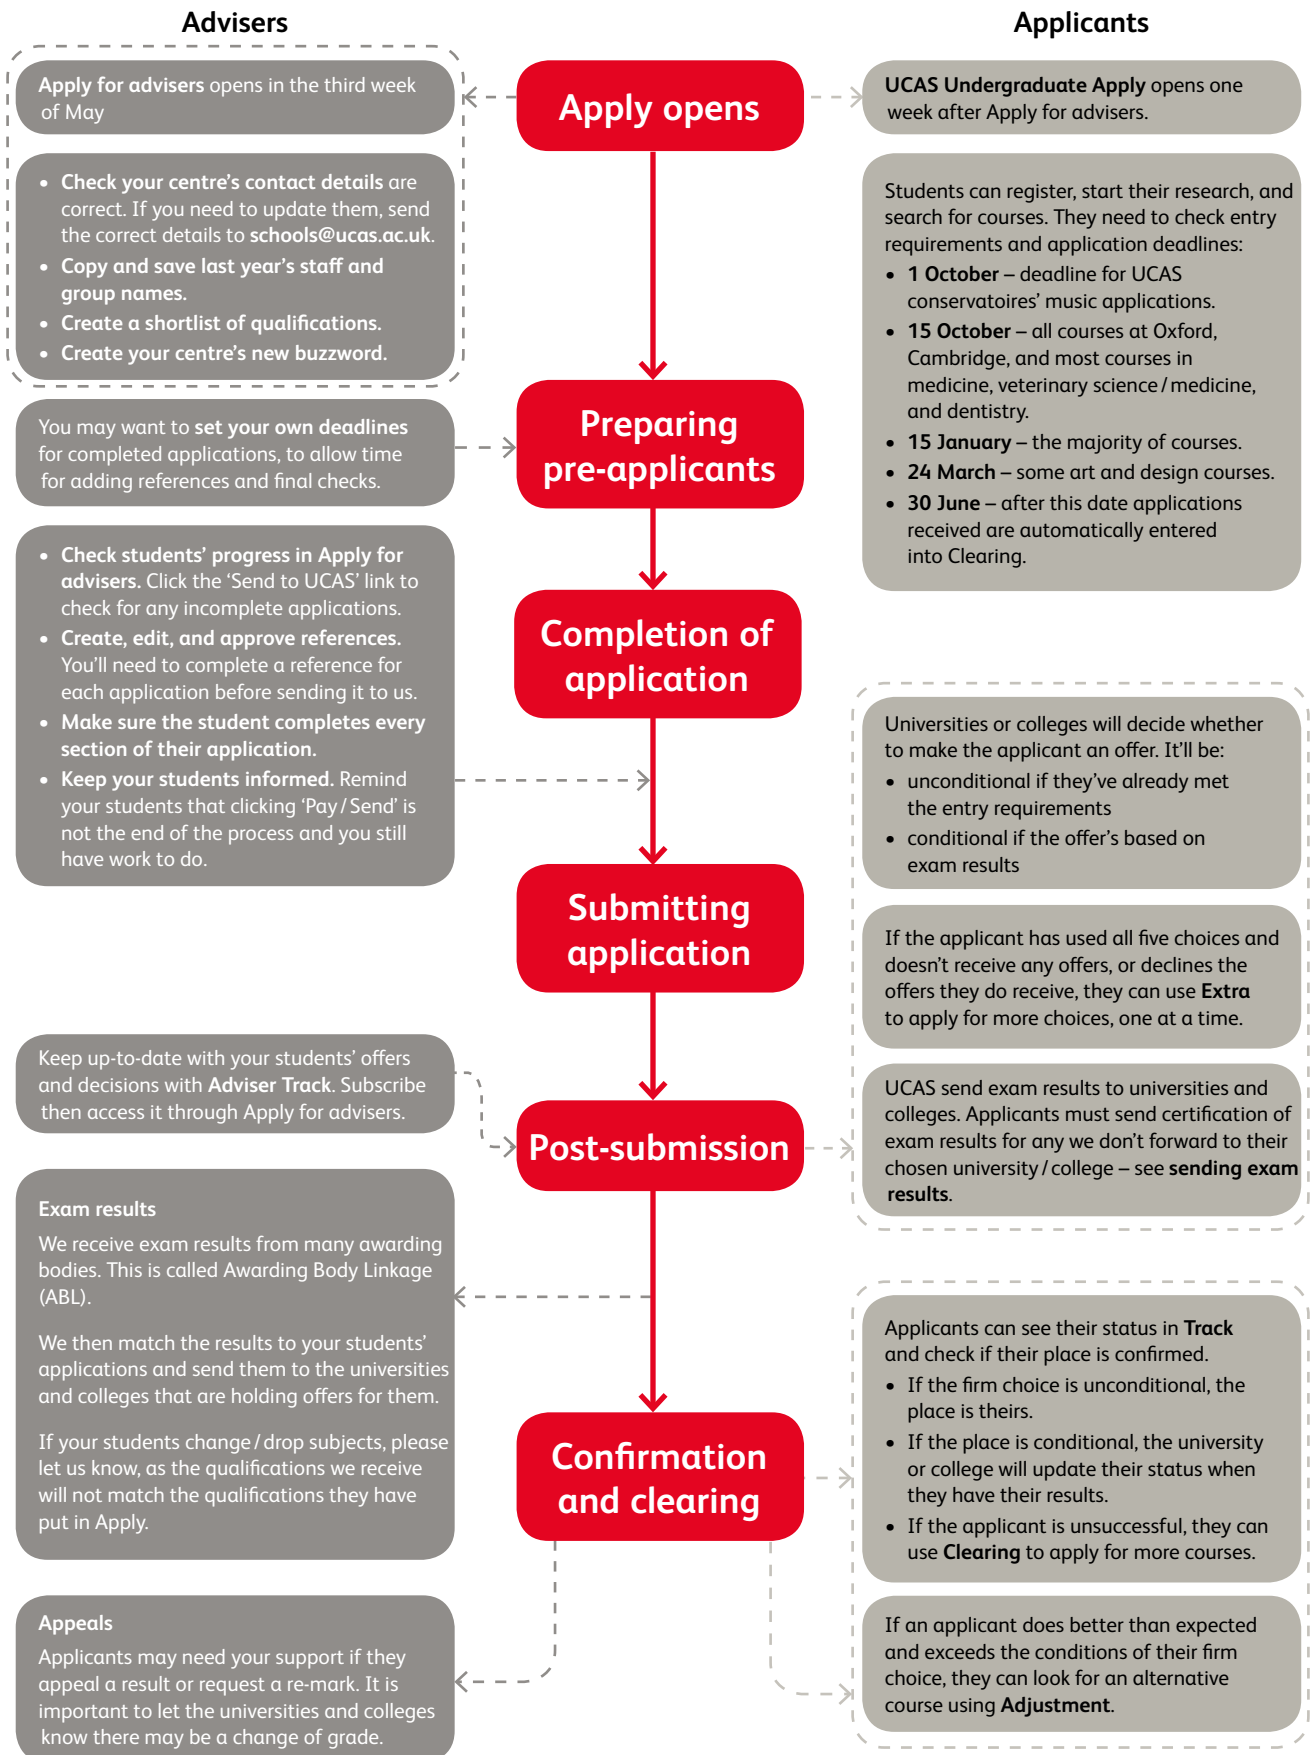 Advisers
Apply for advisers opens in the third week
of May
• Check your centre's contact details are
correct. If you need to update them, send
the correct details to schools@ucas.ac.uk.
• Copy and save last year's staff and
group names.
• Create a shortlist of qualifications.
• Create your centre's new buzzword.
You may want to set your own deadlines
for completed applications, to allow time
for adding references and final checks.
• Check students' progress in Apply for
advisers. Click the 'Send to UCAS' link to
check for any incomplete applications.
• Create, edit, and approve references.
You'll need to complete a reference for
each application before sending it to us.
• Make sure the student completes every
section of their application.
• Keep your students informed. Remind
your students that clicking 'Pay / Send' is
not the end of the process and you still
have work to do.
Keep up-to-date with your students' offers
and decisions with Adviser Track. Subscribe
then access it through Apply for advisers.
Exam results
We receive exam results from many awarding
bodies. This is called Awarding Body Linkage
(ABL).
We then match the results to your students'
applications and send them to the universities
and colleges that are holding offers for them.
If your students change / drop subjects, please
let us know, as the qualifications we receive
will not match the qualifications they have
put in Apply.
Appeals
Applicants may need your support if they
appeal a result or request a re-mark. It is
important to let the universities and colleges
know there may be a change of grade.
Apply opens
Preparing
pre-applicants
Completion of
application
Submitting
application
Post-submission
Confirmation
and clearing
Applicants
UCAS Undergraduate Apply opens one
week after Apply for advisers.
Students can register, start their research, and
search for courses. They need to check entry
requirements and application deadlines:
• 1 October – deadline for UCAS
conservatoires' music applications.
• 15 October – all courses at Oxford,
Cambridge, and most courses in
medicine, veterinary science / medicine,
and dentistry.
• 15 January – the majority of courses.
• 24 March – some art and design courses.
• 30 June – after this date applications
received are automatically entered
into Clearing.
Universities or colleges will decide whether
to make the applicant an offer. It'll be:
• unconditional if they've already met
the entry requirements
• conditional if the offer's based on
exam results
If the applicant has used all five choices and
doesn't receive any offers, or declines the
offers they do receive, they can use Extra
to apply for more choices, one at a time.
UCAS send exam results to universities and
colleges. Applicants must send certification of
exam results for any we don't forward to their
chosen university / college – see sending exam
results.
Applicants can see their status in Track
and check if their place is confirmed.
• If the firm choice is unconditional, the
place is theirs.
• If the place is conditional, the university
or college will update their status when
they have their results.
• If the applicant is unsuccessful, they can
use Clearing to apply for more courses.
If an applicant does better than expected
and exceeds the conditions of their firm
choice, they can look for an alternative
course using Adjustment.